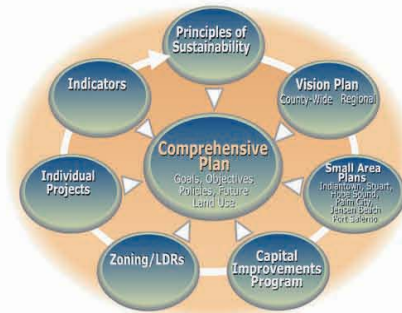 Principles of
Sustainability
Vision Plan
County-Wide Regional
Small Area
Plans
Indiantown, Stuart,
Hobe Sound,
Palm City,
Jensen Beach
Port Salerno
Capital
Improvements
Program
Zoning/LDRs
Individual
Projects
Indicators
Comprehensive
Plan
Goals, Objectives
Policies, Future
Land Use